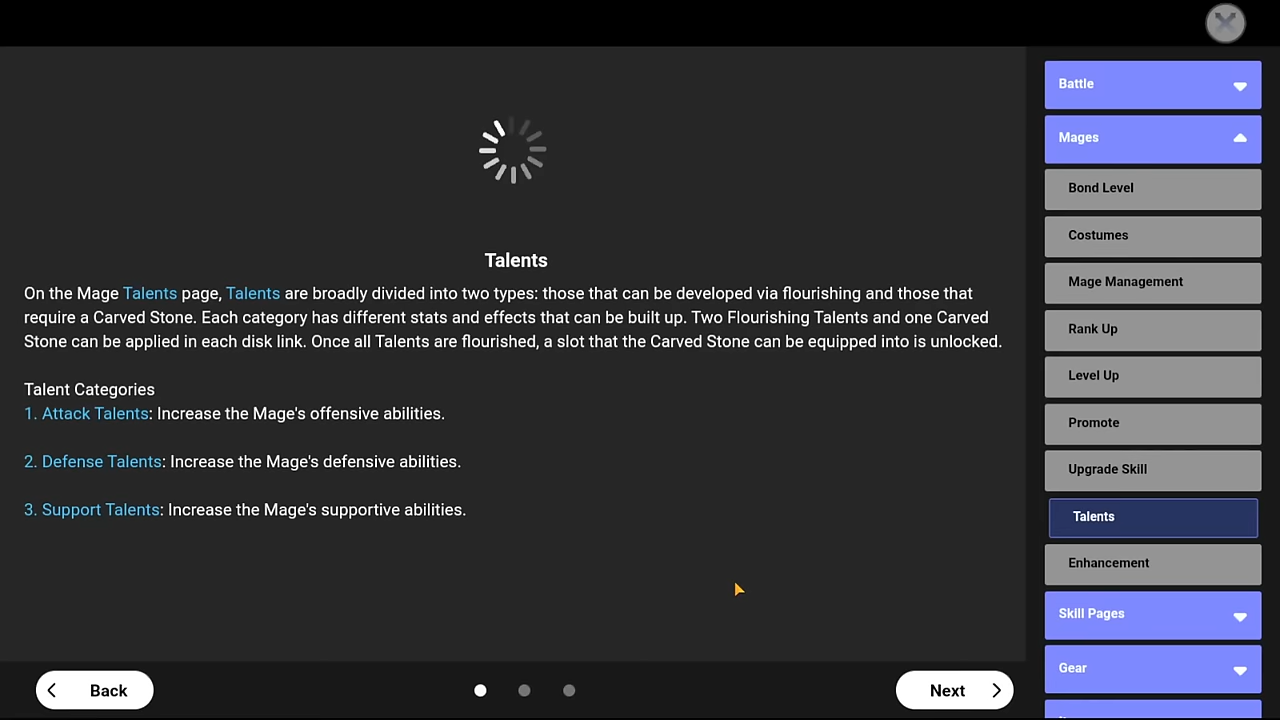 Talents
On the Mage Talents page, Talents are broadly divided into two types: those that can be developed via flourishing and those that
require a Carved Stone. Each category has different stats and effects that can be built up. Two Flourishing Talents and one Carved
Stone can be applied in each disk link. Once all Talents are flourished, a slot that the Carved Stone can be equipped into is unlocked.
Talent Categories
1. Attack Talents: Increase the Mage's offensive abilities.
2. Defense Talents: Increase the Mage's defensive abilities.
3. Support Talents: Increase the Mage's supportive abilities.
Back
Next
Battle
Mages
Bond Level
Costumes
Mage Management
Rank Up
Level Up
Promote
Upgrade Skill
Talents
Enhancement
Skill Pages
Gear